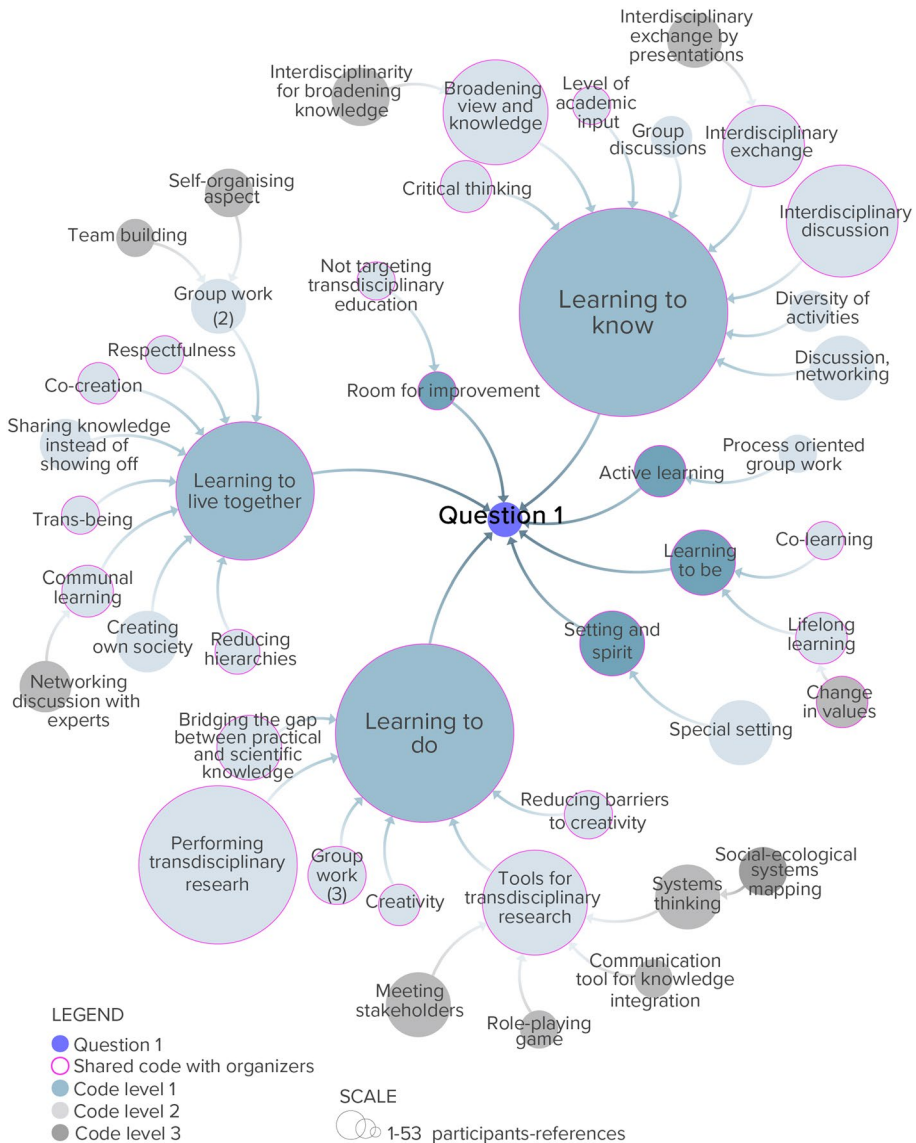 Interdisciplinary
exchange by
presentations
Interdisciplinarity
for broadening
knowledge
Broadening
view and
knowledge
Level of
academic
input
Group
discussions
Interdisciplinary
exchange
Critical thinking
Interdisciplinary
discussion
Self-organising
aspect
Team building
Group work
(2)
Not targeting
transdisciplinary
education
Learning to
know
Diversity of
activities
Discussion,
networking
Respectfulness
Co-creation
Room for improvement
Sharing knowledge
instead of
showing off
Learning to
live together
Active learning
Process oriented
group work
Trans-being
Question 1
Co-learning
Learning
to be
Communal
learning
Creating
own society
Reducing
hierarchies
Setting and
spirit
Lifelong
learning
Networking
discussion with
experts
Change
in values
Special setting
Bridging the gap
between practical
and scientific
knowledge
Learning to
do
Reducing barriers
to creativity
Performing
transdisciplinary
researh
Group
work
(3)
Creativity
Tools for
transdisciplinary
research
Systems
thinking
Social-ecological
systems
mapping
Communication
tool for knowledge
integration
Meeting
stakeholders
Role-playing
game
LEGEND
Question 1
Shared code with organizers
Code level 1
Code level 2
Code level 3
SCALE
1-53 participants-references